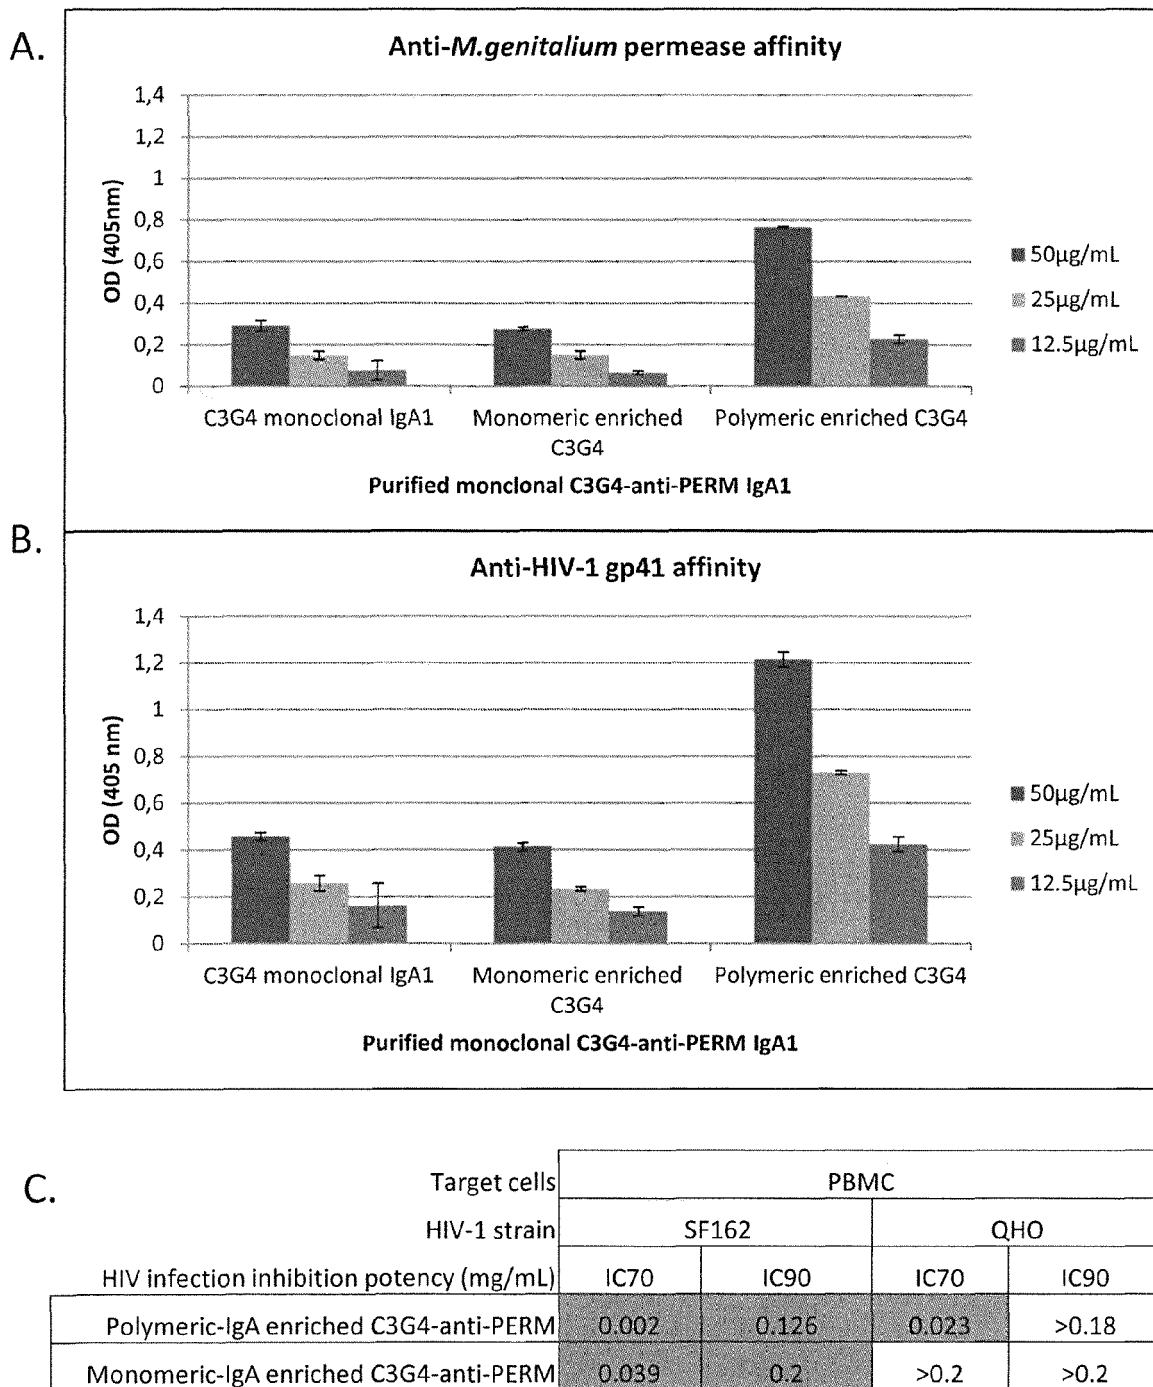 A.
Anti-M.genitalium permease affinity
1,4
1,2
1
0,8
0,6
0,4
0,2
0
OD (405nm)
50µg/mL
25µg/mL
12.5µg/mL
C3G4 monoclonal IgA1
Monomeric enriched
C3G4
Polymeric enriched C3G4
Purified monclonal C3G4-anti-PERM IgA1
B.
Anti-HIV-1 gp41 affinity
1,4
1,2
1
0,8
0,6
0,4
0,2
0
OD (405 nm)
50µg/mL
25µg/mL
12.5µg/mL
C3G4 monoclonal IgA1
Monomeric enriched
C3G4
Polymeric enriched C3G4
Purified monoclonal C3G4-anti-PERM IgA1
C.
Target cells PBMC
HIV-1 strain SF162 QHO
HIV infection inhibition potency (mg/mL) IC70 IC90 IC70 IC90
Polymeric-IgA enriched C3G4-anti-PERM 0.002 0.126 0.023 >0.18
Monomeric-IgA enriched C3G4-anti-PERM 0.039 0.2 >0.2 >0.2